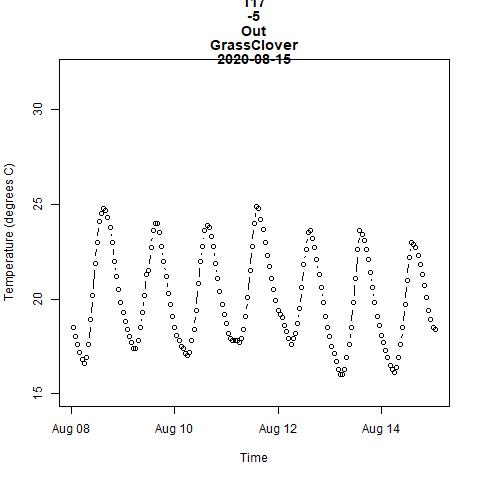 117
-5
Out
GrassClover
2020-08-15
Temperature (degrees C)
30
25
20
15
Aug 08
Aug 10
Aug 12
Aug 14
Time